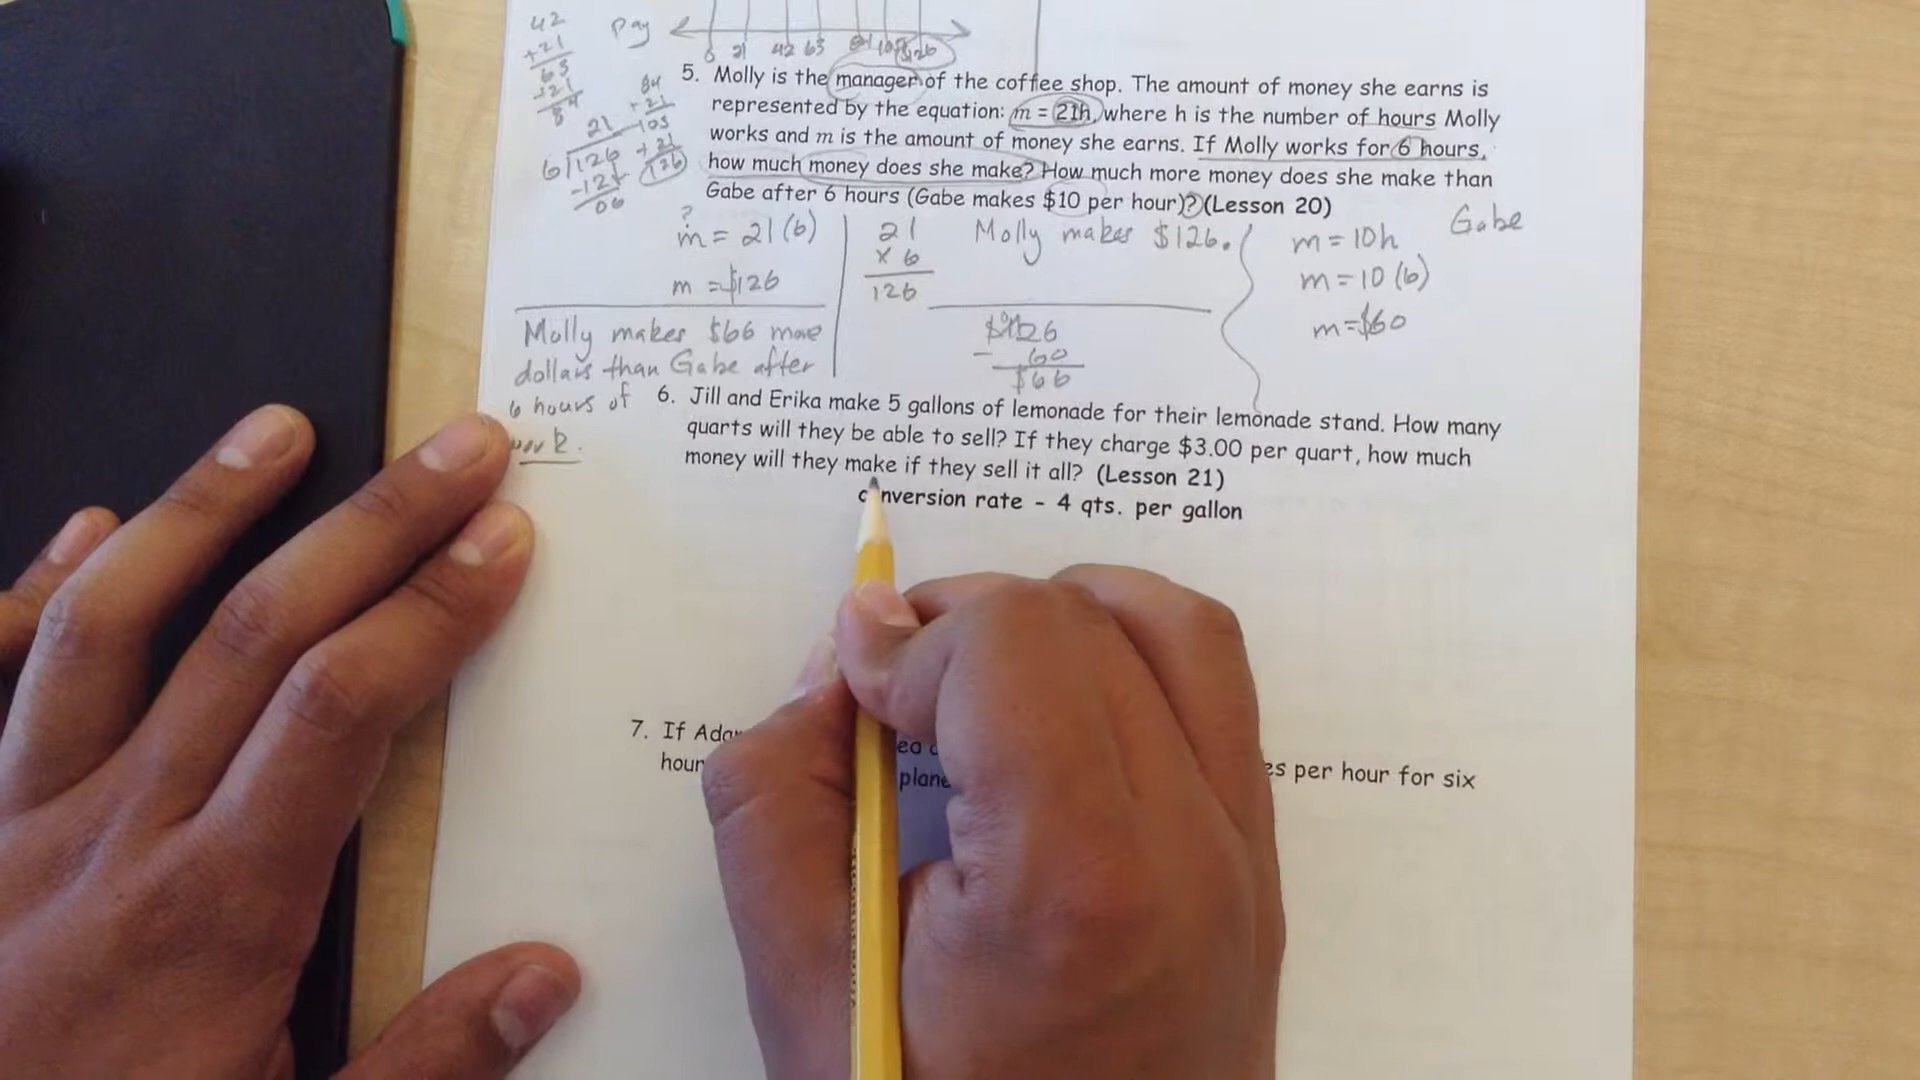 42
+21
63
+21
84
84
+21
105
+21
126
21
6)126
-12
06
Pay
0 21 42 63 84 105 126
5. Molly is the manager of the coffee shop. The amount of money she earns is
represented by the equation: m = 21h, where h is the number of hours Molly
works and m is the amount of money she earns. If Molly works for 6 hours,
how much money does she make? How much more money does she make than
Gabe after 6 hours (Gabe makes $10 per hour)? (Lesson 20)
?
m = 21(6)
m = $126
21
x 6
126
Molly makes $126.
Gabe
m = 10h
m = 10(6)
m = $60
$126
- 60
$66
Molly makes $66 more
dollars than Gabe after
6 hours of
work.
6. Jill and Erika make 5 gallons of lemonade for their lemonade stand. How many
quarts will they be able to sell? If they charge $3.00 per quart, how much
money will they make if they sell it all? (Lesson 21)
conversion rate - 4 qts. per gallon
7. If
es per hour for six
hour plane